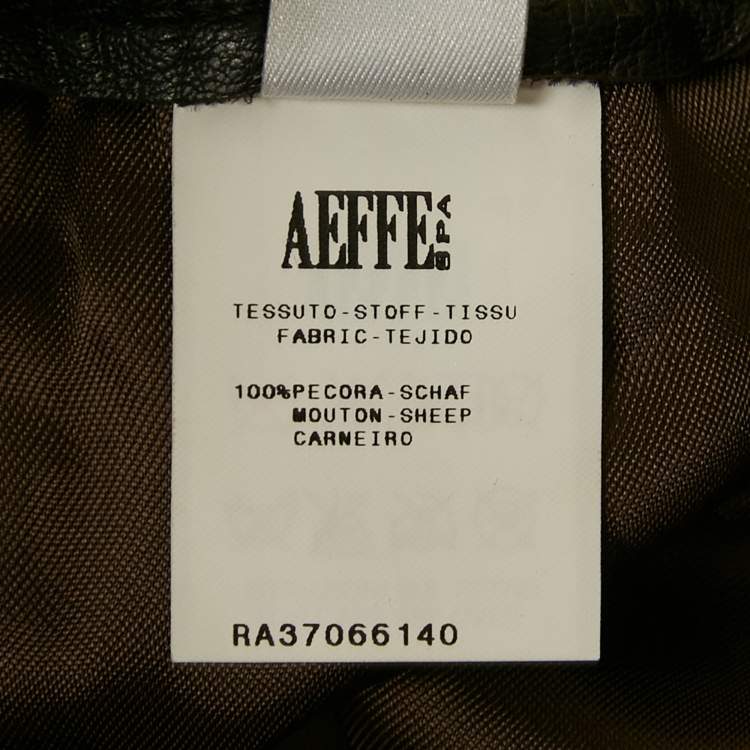 AEFFE SPA
TESSUTO-STOFF-TISSU
FABRIC-TEJIDO
100%PECORA-SCHAF
MOUTON-SHEEP
CARNEIRO
RA37066140